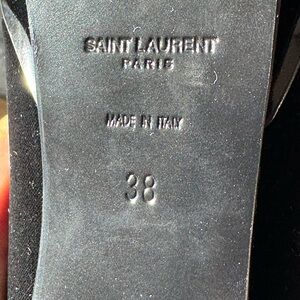 SAINT LAURENT
PARIS
MADE IN ITALY
38